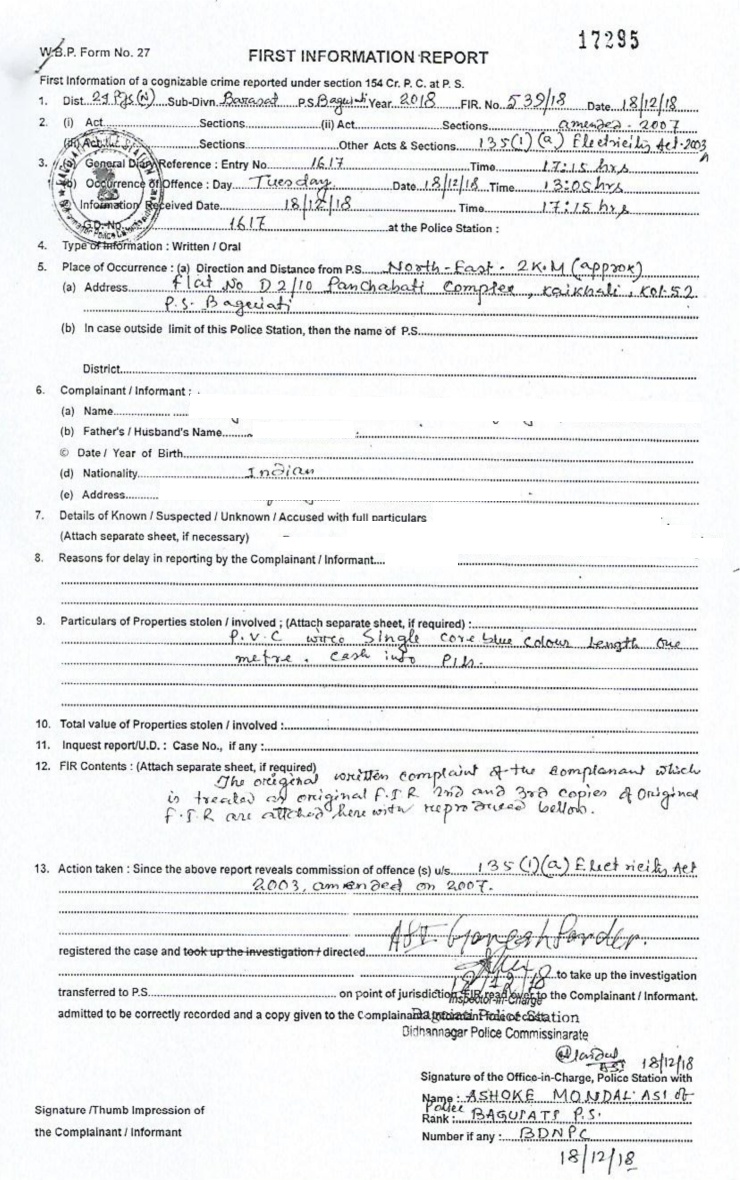 17295
W.B.P. Form No. 27
FIRST INFORMATION REPORT
First Information of a cognizable crime reported under section 154 Cr. P. C. at P. S.
1. Dist. 24 Pgs (N) Sub-Divn. Barasat P.S. Baguiati Year 2018 FIR. No. 539/18 Date 18/12/18
2. (i) Act Sections (ii) Act Sections amended - 2007
(iii) Act Sections Other Acts & Sections 135(1)(a) Electricity Act-2003
3. (a) General Diary Reference : Entry No 1617 Time 17:15 hrs
(b) Occurrence of Offence : Day Tuesday Date 18/12/18 Time 13:05 hrs
Information Received Date 18/12/18 Time 17:15 hrs
G.D. No. 1617 at the Police Station :
4. Type of Information : Written / Oral
5. Place of Occurrence : (a) Direction and Distance from P.S. North-East - 2 K.M (approx)
(a) Address Flat No D2/10 Panchabati Complex, Kaikhali, Kol-52
P.S. Baguiati
(b) In case outside limit of this Police Station, then the name of P.S.
District
6. Complainant / Informant :
(a) Name
(b) Father's / Husband's Name
© Date / Year of Birth
(d) Nationality Indian
(e) Address
7. Details of Known / Suspected / Unknown / Accused with full particulars
(Attach separate sheet, if necessary) –
8. Reasons for delay in reporting by the Complainant / Informant
9. Particulars of Properties stolen / involved ; (Attach separate sheet, if required) :
P.V.C wire Single core blue colour length one
metre.
10. Total value of Properties stolen / involved :
11. Inquest report/U.D. : Case No., if any :
12. FIR Contents : (Attach separate sheet, if required)
The original written complaint of the complanant which
is treated as original F.I.R 2nd and 3rd copies of Original
F.I.R are attched here with reproduced bellow.
13. Action taken : Since the above report reveals commission of offence (s) u/s. 135(1)(a) Electricity Act
2003, amended on 2007.
registered the case and took up the investigation / directed ASI
18/12/18 to take up the investigation
transferred to P.S. on point of jurisdiction FIR read over to the Complainant / Informant.
Inspector-in-Charge
admitted to be correctly recorded and a copy given to the Complainant
Baguiati Police Station
Bidhannagar Police Commissinarate
ASI 18/12/18
Signature of the Office-in-Charge, Police Station with
Name : ASHOKE MONDAL ASI of
Police
Rank : BAGUIATI P.S.
Number if any : BDNPC
18/12/18
Signature /Thumb Impression of
the Complainant / Informant